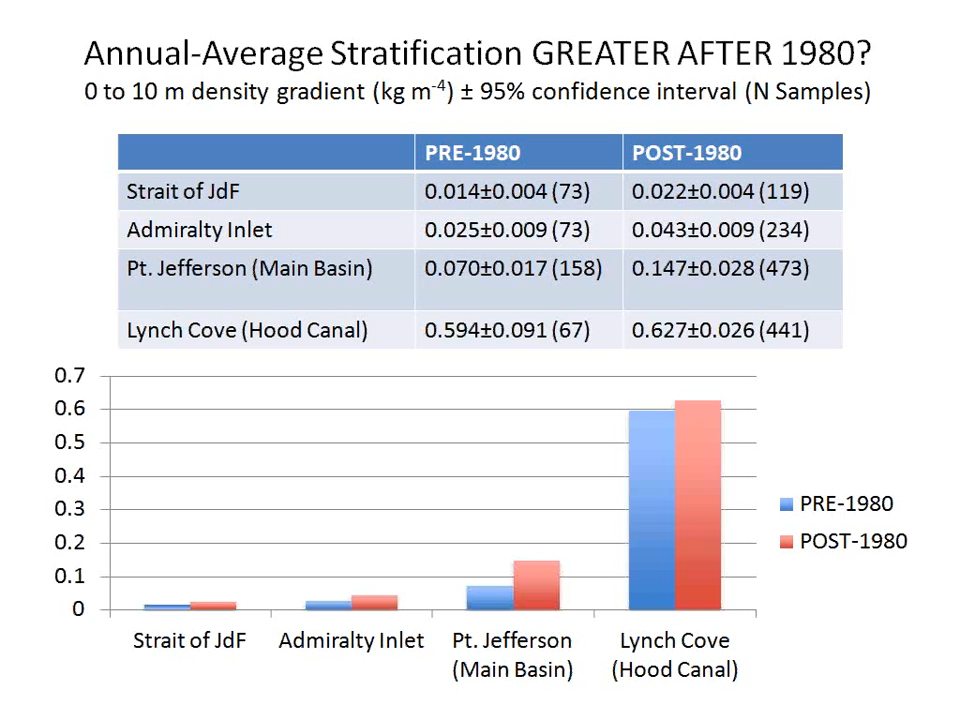 Annual-Average Stratification GREATER AFTER 1980?
0 to 10 m density gradient (kg m⁻⁴) ± 95% confidence interval (N Samples)
PRE-1980 POST-1980
Strait of JdF 0.014±0.004 (73) 0.022±0.004 (119)
Admiralty Inlet 0.025±0.009 (73) 0.043±0.009 (234)
Pt. Jefferson (Main Basin) 0.070±0.017 (158) 0.147±0.028 (473)
Lynch Cove (Hood Canal) 0.594±0.091 (67) 0.627±0.026 (441)
0.7
0.6
0.5
0.4
0.3
0.2
0.1
0
PRE-1980
POST-1980
Strait of JdF Admiralty Inlet Pt. Jefferson Lynch Cove
(Main Basin) (Hood Canal)